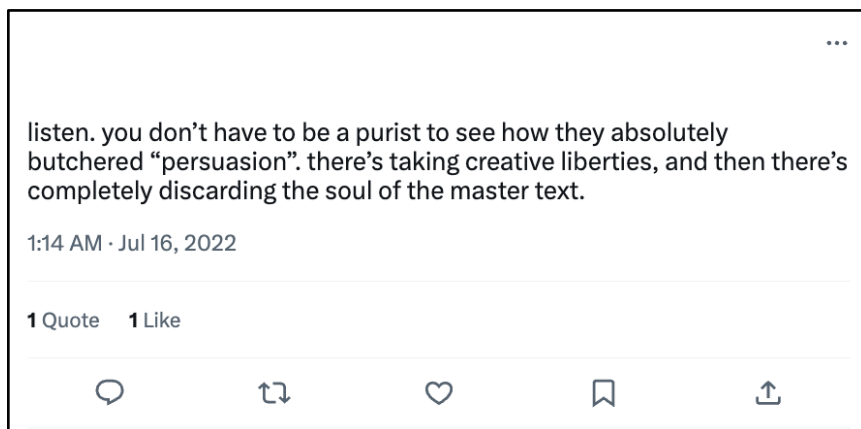 listen. you don’t have to be a purist to see how they absolutely
butchered “persuasion”. there’s taking creative liberties, and then there’s
completely discarding the soul of the master text.
1:14 AM · Jul 16, 2022
1 Quote 1 Like